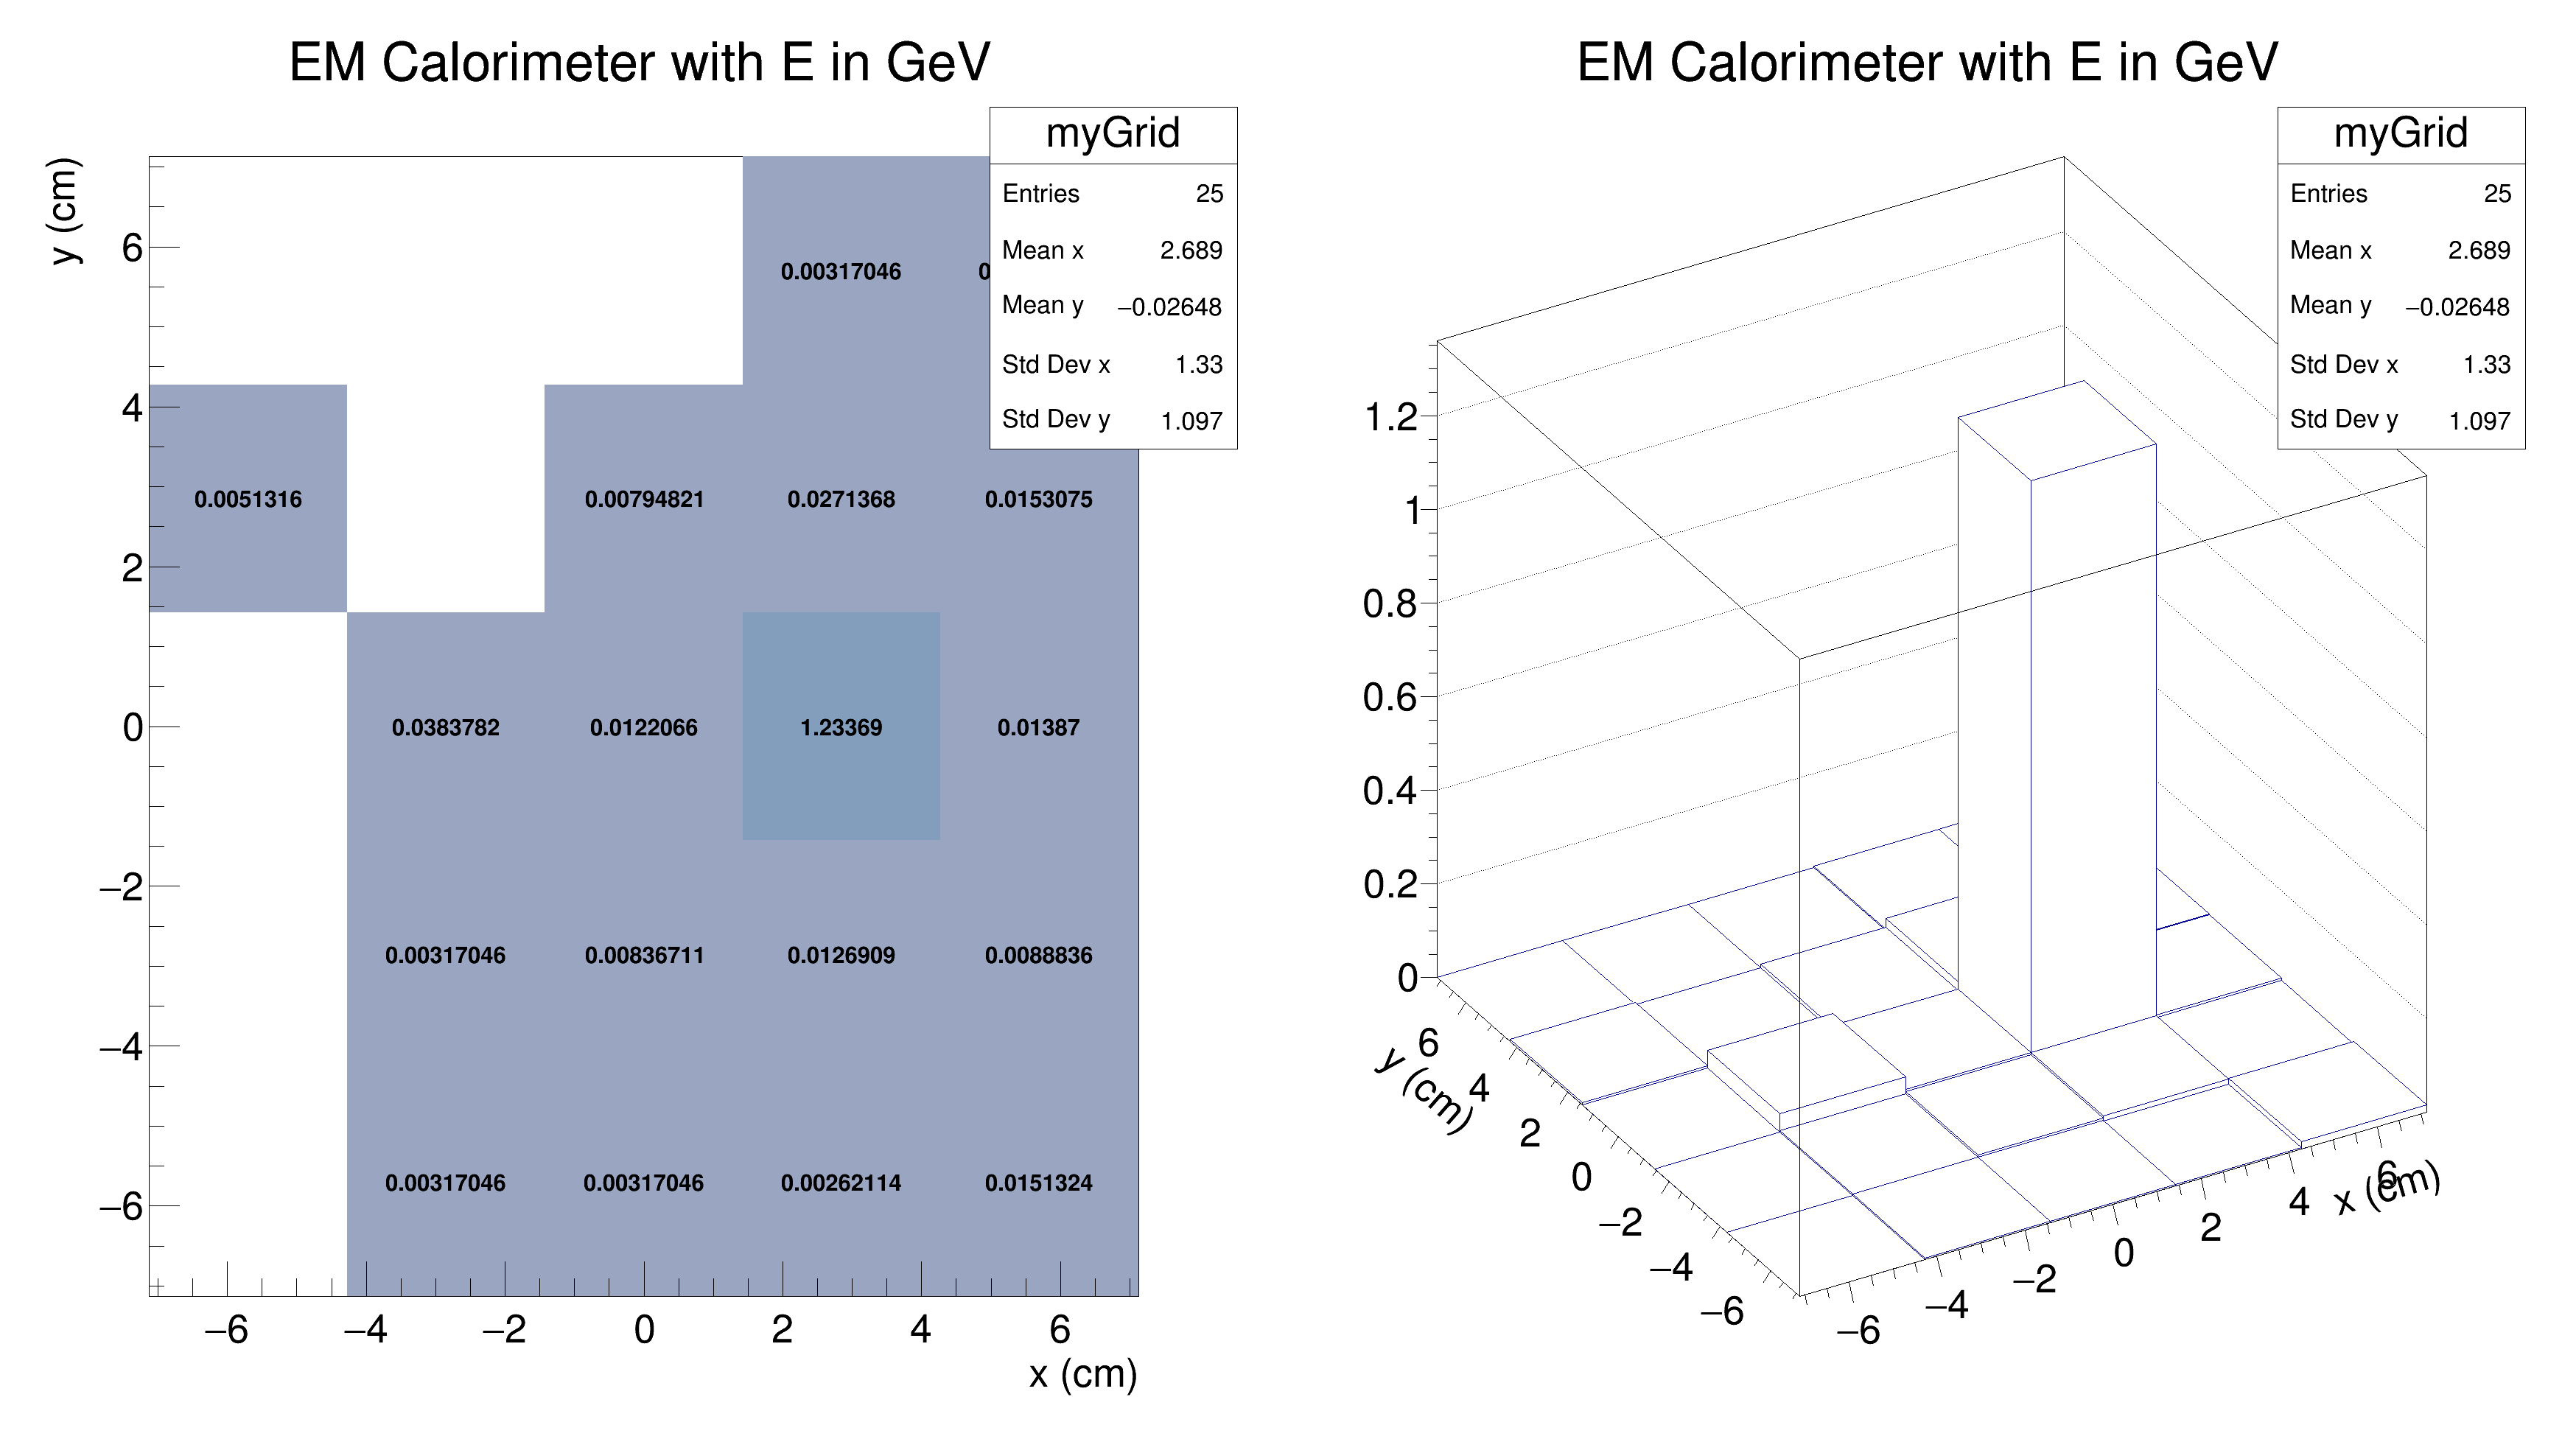 EM Calorimeter with E in GeV
myGrid
Entries 25
Mean x 2.689
Mean y −0.02648
Std Dev x 1.33
Std Dev y 1.097
y (cm)
6
4
2
0
−2
−4
−6
0.00317046
0.0051316 0.00794821 0.0271368 0.0153075
0.0383782 0.0122066 1.23369 0.01387
0.00317046 0.00836711 0.0126909 0.0088836
0.00317046 0.00317046 0.00262114 0.0151324
−6 −4 −2 0 2 4 6
x (cm)
EM Calorimeter with E in GeV
myGrid
Entries 25
Mean x 2.689
Mean y −0.02648
Std Dev x 1.33
Std Dev y 1.097
1.2
1
0.8
0.6
0.4
0.2
0
y (cm)
6
4
2
0
−2
−4
−6
−6 −4 −2 0 2 4 6
x (cm)